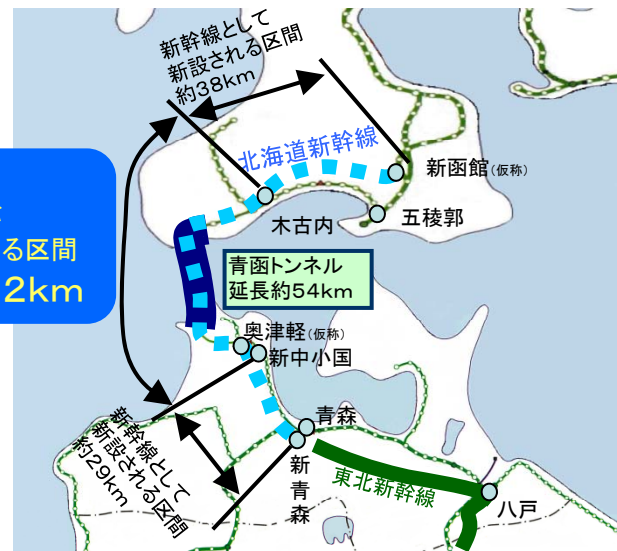 新幹線として
新設される区間
約38km
北海道新幹線
新函館(仮称)
木古内
五稜郭
る区間
2km
青函トンネル
延長約54km
奥津軽(仮称)
新中小国
新幹線として
新設される区間
約29km
青森
新青森
東北新幹線
八戸